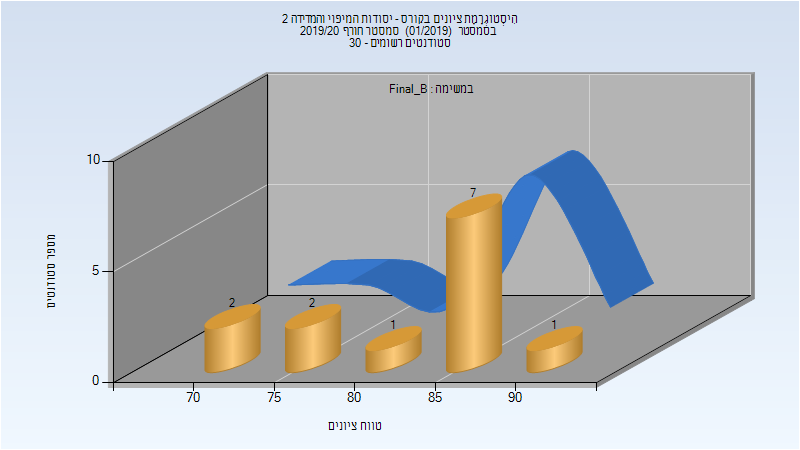 היסטוגרמת ציונים בקורס - יסודות המיפוי והמדידה 2
בסמסטר (01/2019) סמסטר חורף 2019/20
סטודנטים רשומים - 30
במשימה : Final_B
10
5
0
מספר סטודנטים
2
2
1
7
1
70
75
80
85
90
טווח ציונים